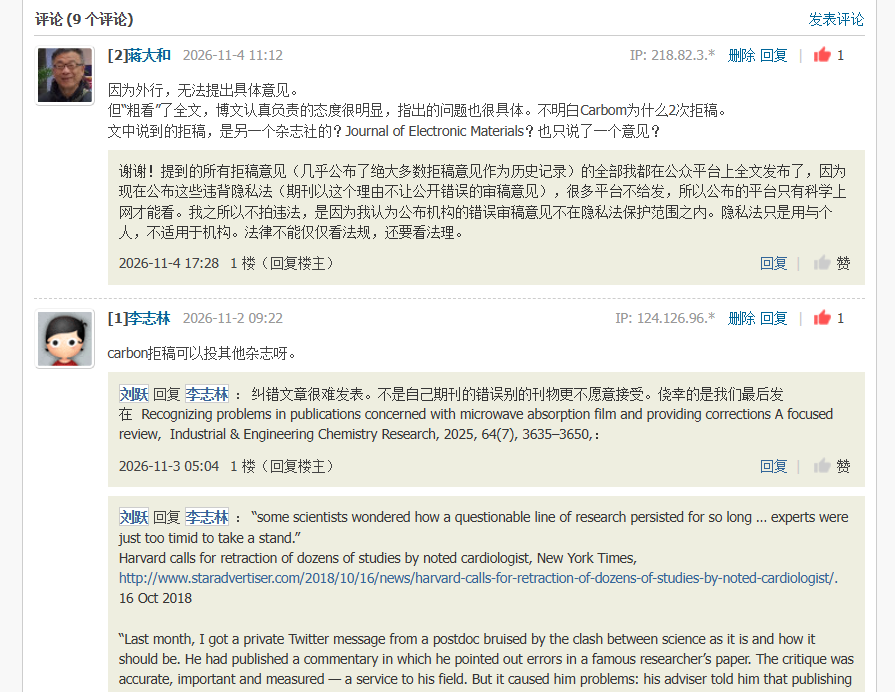 评论 (9 个评论)
发表评论
[2]蒋大和 2026-11-4 11:12
IP: 218.82.3.* 删除 回复 | 1
因为外行，无法提出具体意见。
但“粗看”了全文，博文认真负责的态度很明显，指出的问题也很具体。不明白Carbom为什么2次拒稿。
文中说到的拒稿，是另一个杂志社的？Journal of Electronic Materials？也只说了一个意见？
谢谢！提到的所有拒稿意见（几乎公布了绝大多数拒稿意见作为历史记录）的全部我都在公众平台上全文发布了，因为
现在公布这些违背隐私法（期刊以这个理由不让公开错误的审稿意见），很多平台不给发，所以公布的平台只有科学上
网才能看。我之所以不拍违法，是因为我认为公布机构的错误审稿意见不在隐私法保护范围之内。隐私法只是用与个
人，不适用于机构。法律不能仅仅看法规，还要看法理。
2026-11-4 17:28 1 楼（回复楼主）
回复 | 赞
[1]李志林 2026-11-2 09:22
IP: 124.126.96.* 删除 回复 | 1
carbon拒稿可以投其他杂志呀。
刘跃 回复 李志林 ：纠错文章很难发表。不是自己期刊的错误别的刊物更不愿意接受。侥幸的是我们最后发
在 Recognizing problems in publications concerned with microwave absorption film and providing corrections A focused
review, Industrial & Engineering Chemistry Research, 2025, 64(7), 3635–3650,：
2026-11-3 05:04 1 楼（回复楼主）
回复 | 赞
刘跃 回复 李志林 ：“some scientists wondered how a questionable line of research persisted for so long ... experts were
just too timid to take a stand.”
Harvard calls for retraction of dozens of studies by noted cardiologist, New York Times,
http://www.staradvertiser.com/2018/10/16/news/harvard-calls-for-retraction-of-dozens-of-studies-by-noted-cardiologist/.
16 Oct 2018
“Last month, I got a private Twitter message from a postdoc bruised by the clash between science as it is and how it
should be. He had published a commentary in which he pointed out errors in a famous researcher’s paper. The critique was
accurate, important and measured — a service to his field. But it caused him problems: his adviser told him that publishing